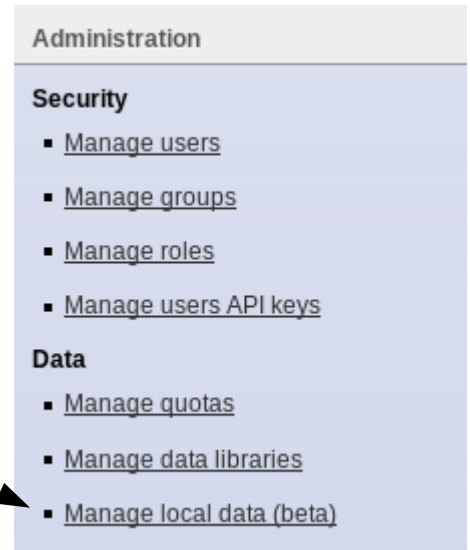 Administration
Security
Manage users
Manage groups
Manage roles
Manage users API keys
Data
Manage quotas
Manage data libraries
Manage local data (beta)